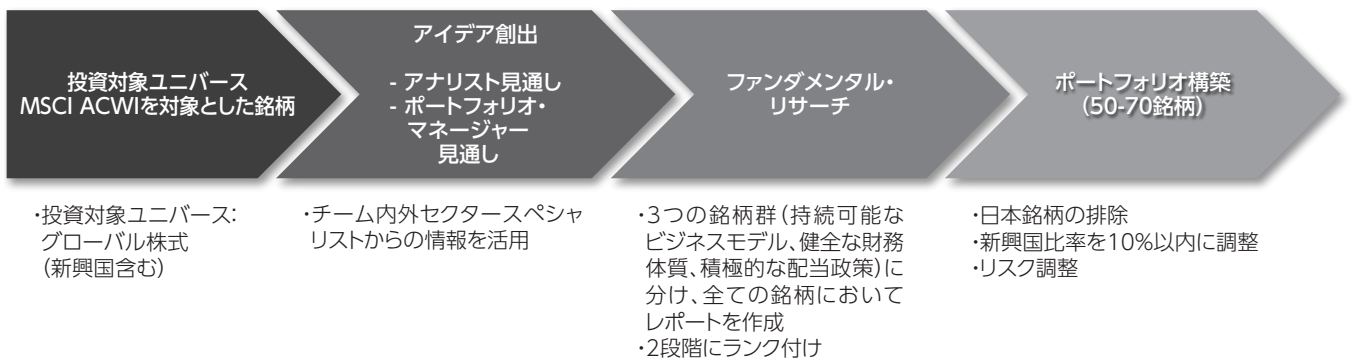 投資対象ユニバース
MSCI ACWIを対象とした銘柄
アイデア創出
- アナリスト見通し
- ポートフォリオ・
マネージャー
見通し
ファンダメンタル・
リサーチ
ポートフォリオ構築
(50-70銘柄)
・投資対象ユニバース:
グローバル株式
(新興国含む)
・チーム内外セクタースペシャ
リストからの情報を活用
・3つの銘柄群(持続可能な
ビジネスモデル、健全な財務
体質、積極的な配当政策)に
分け、全ての銘柄において
レポートを作成
・2段階にランク付け
・日本銘柄の排除
・新興国比率を10%以内に調整
・リスク調整